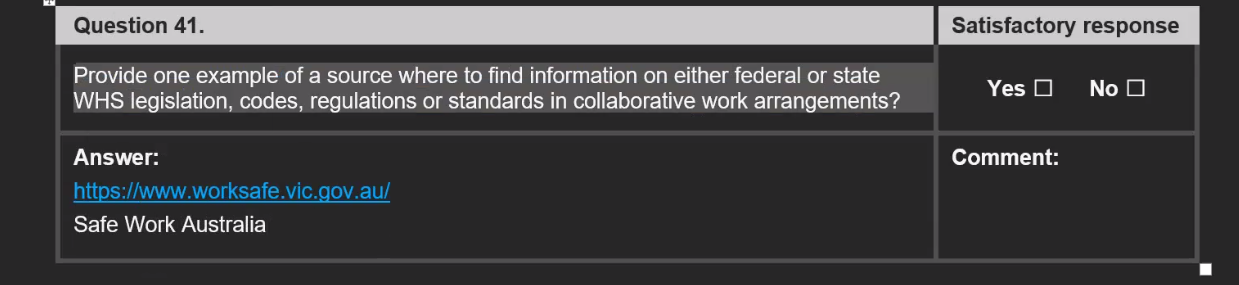 Question 41.
Satisfactory response
Provide one example of a source where to find information on either federal or state
WHS legislation, codes, regulations or standards in collaborative work arrangements?
Yes ☐ No ☐
Answer:
https://www.worksafe.vic.gov.au/
Safe Work Australia
Comment: